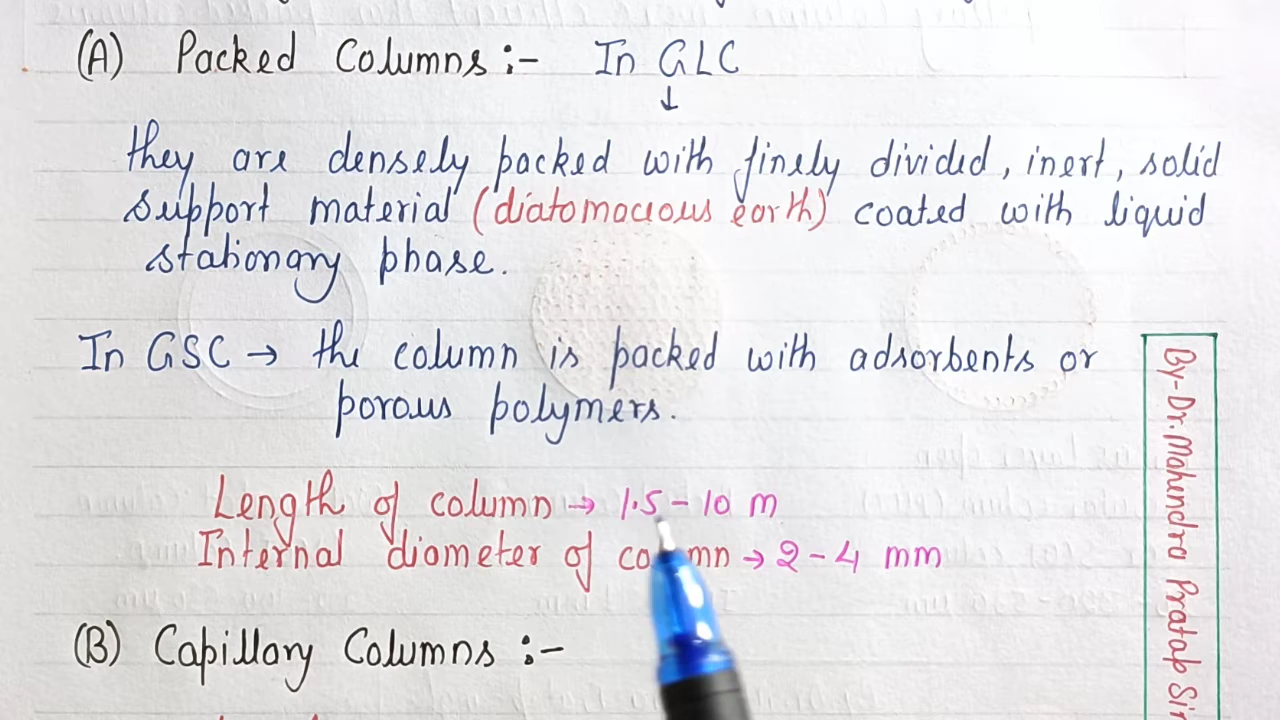 (A) Packed Columns :- In GLC
↓
they are densely packed with finely divided, inert, solid
support material (diatomacious earth) coated with liquid
stationary phase.
In GSC → the column is packed with adsorbents or
porous polymers.
Length of column → 1.5 - 10 m
Internal diameter of column → 2 - 4 mm
(B) Capillary Columns :-
By-Dr. Mahendra Pratap